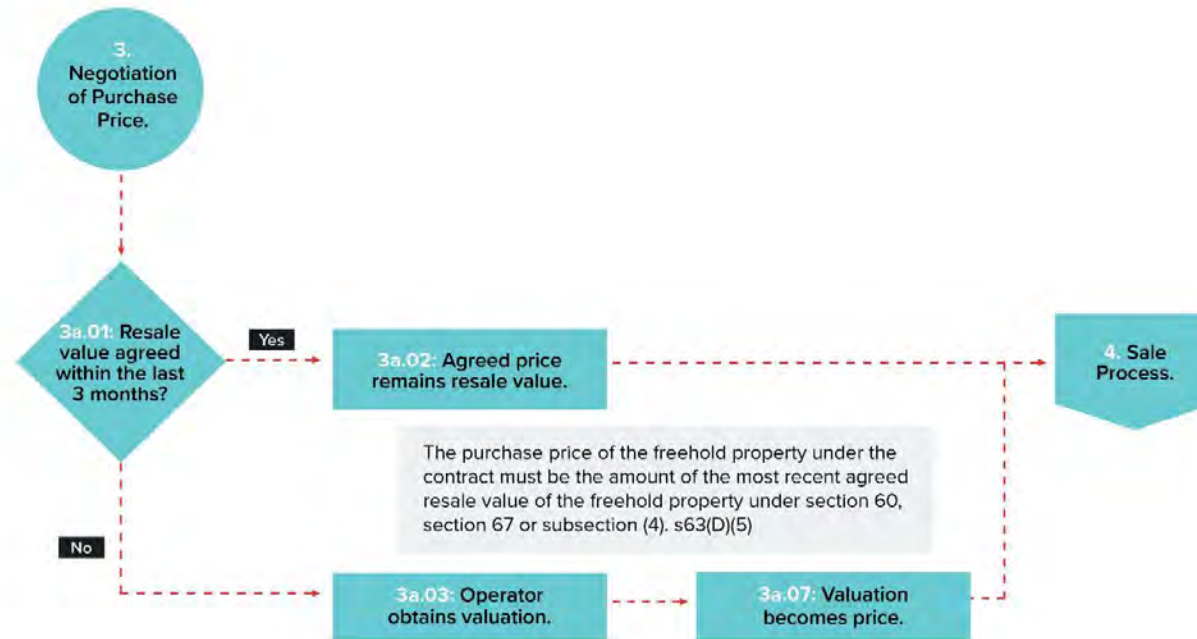 3.
Negotiation
of Purchase
Price.
3a.01: Resale
value agreed
within the last
3 months?
Yes
3a.02: Agreed price
remains resale value.
4. Sale
Process.
The purchase price of the freehold property under the
contract must be the amount of the most recent agreed
resale value of the freehold property under section 60,
section 67 or subsection (4). s63(D)(5)
No
3a.03: Operator
obtains valuation.
3a.07: Valuation
becomes price.